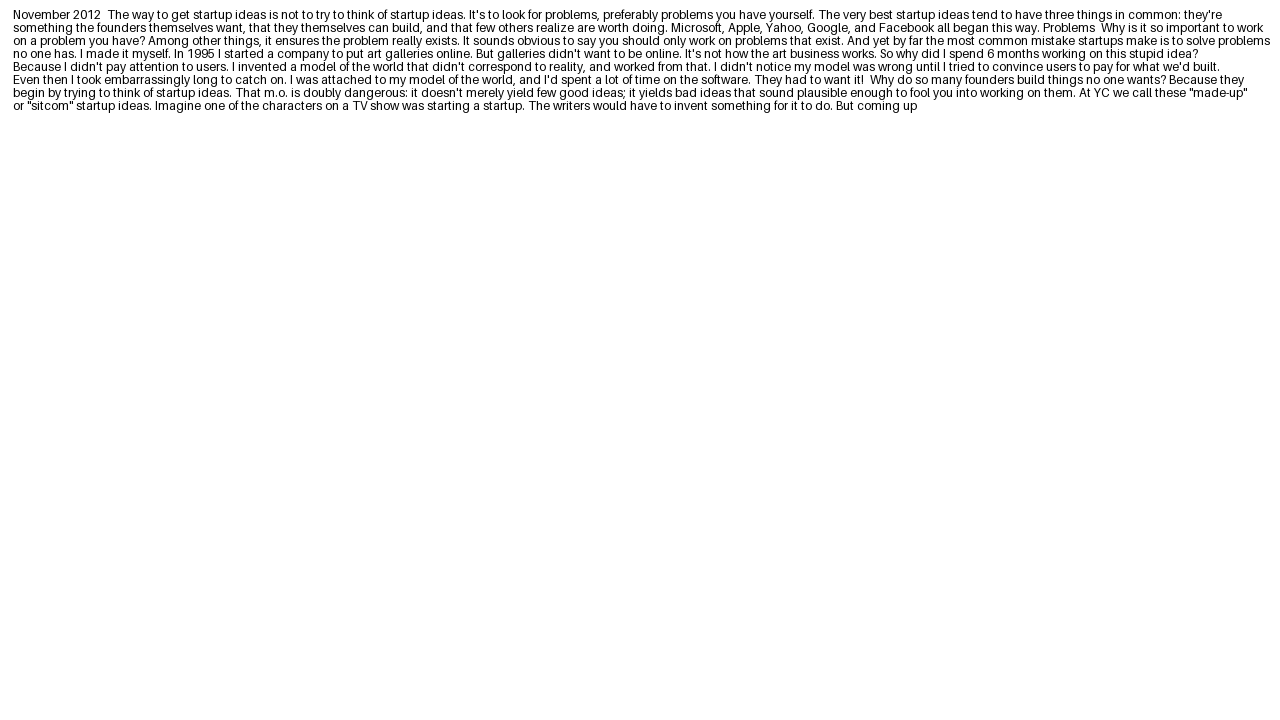 November 2012  The way to get startup ideas is not to try to think of startup ideas. It's to look for problems, preferably problems you have yourself. The very best startup ideas tend to have three things in common: they're
something the founders themselves want, that they themselves can build, and that few others realize are worth doing. Microsoft, Apple, Yahoo, Google, and Facebook all began this way. Problems  Why is it so important to work
on a problem you have? Among other things, it ensures the problem really exists. It sounds obvious to say you should only work on problems that exist. And yet by far the most common mistake startups make is to solve problems
no one has. I made it myself. In 1995 I started a company to put art galleries online. But galleries didn't want to be online. It's not how the art business works. So why did I spend 6 months working on this stupid idea?
Because I didn't pay attention to users. I invented a model of the world that didn't correspond to reality, and worked from that. I didn't notice my model was wrong until I tried to convince users to pay for what we'd built.
Even then I took embarrassingly long to catch on. I was attached to my model of the world, and I'd spent a lot of time on the software. They had to want it!  Why do so many founders build things no one wants? Because they
begin by trying to think of startup ideas. That m.o. is doubly dangerous: it doesn't merely yield few good ideas; it yields bad ideas that sound plausible enough to fool you into working on them. At YC we call these "made-up"
or "sitcom" startup ideas. Imagine one of the characters on a TV show was starting a startup. The writers would have to invent something for it to do. But coming up